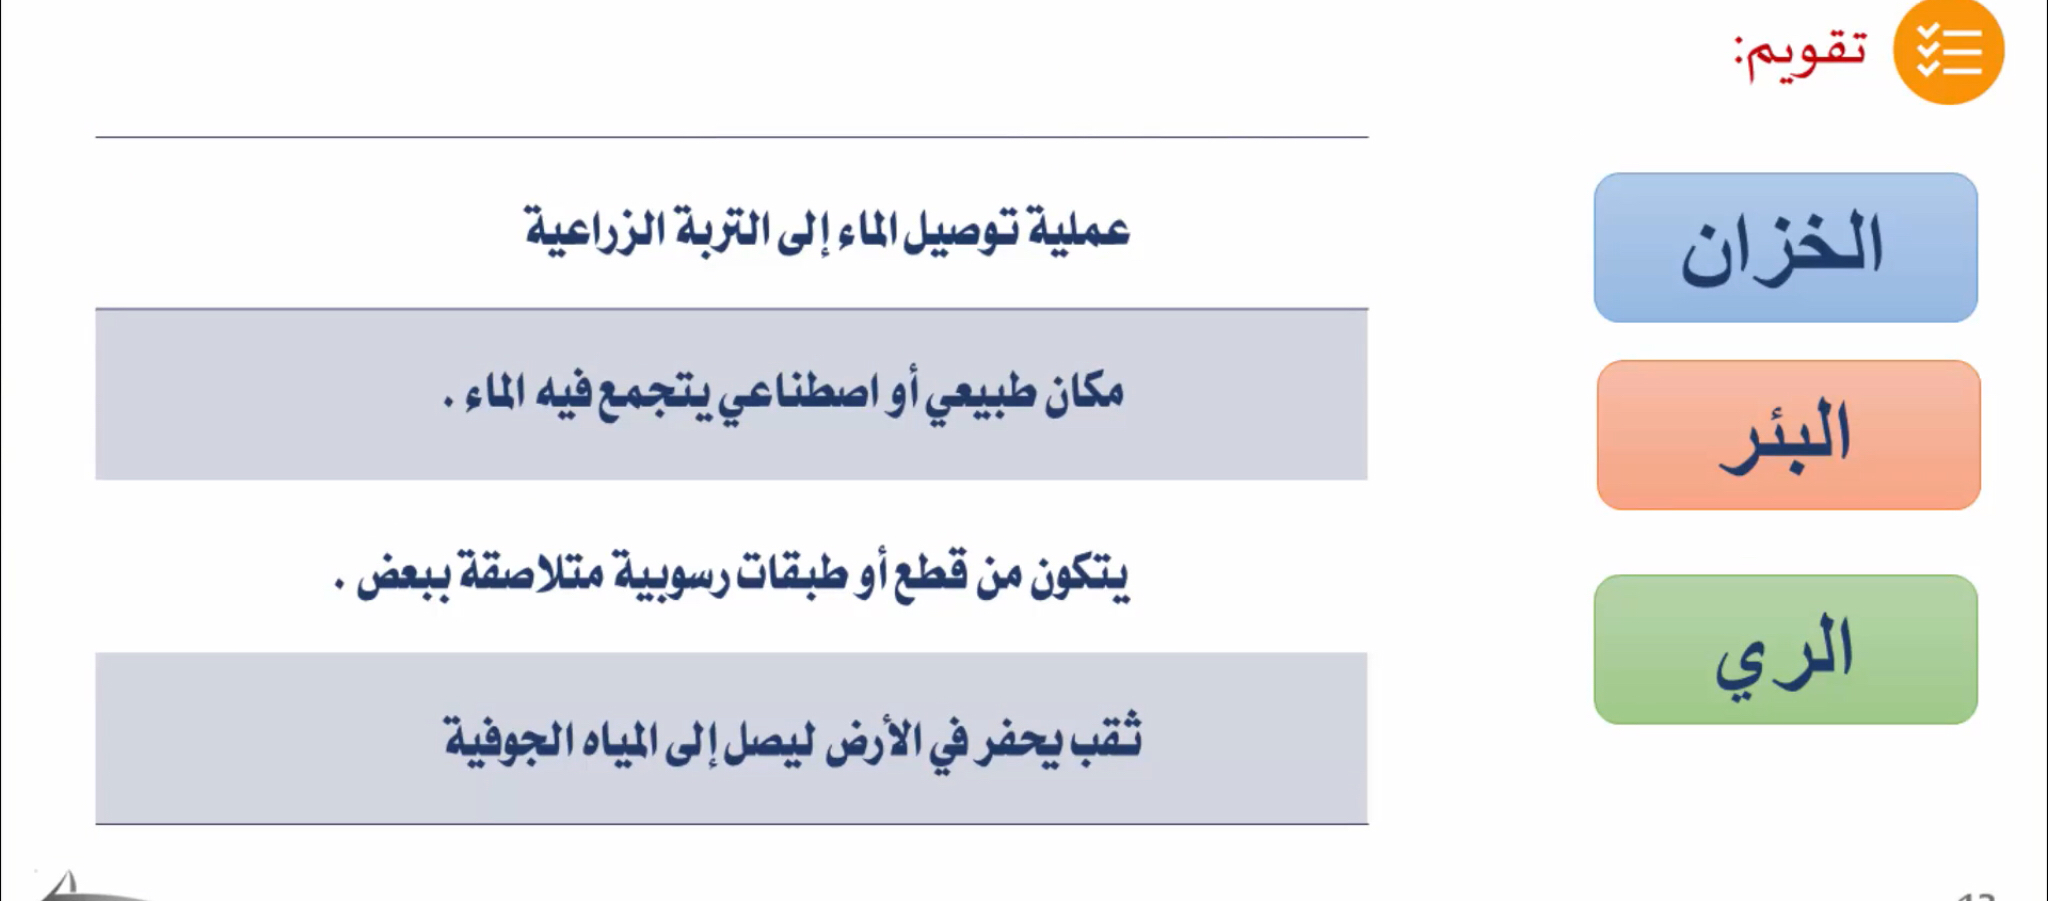 تقويم:
الخزان
البئر
الري
عملية توصيل الماء إلى التربة الزراعية
مكان طبيعي أو اصطناعي يتجمع فيه الماء .
يتكون من قطع أو طبقات رسوبية متلاصقة ببعض .
ثقب يحفر في الأرض ليصل إلى المياه الجوفية